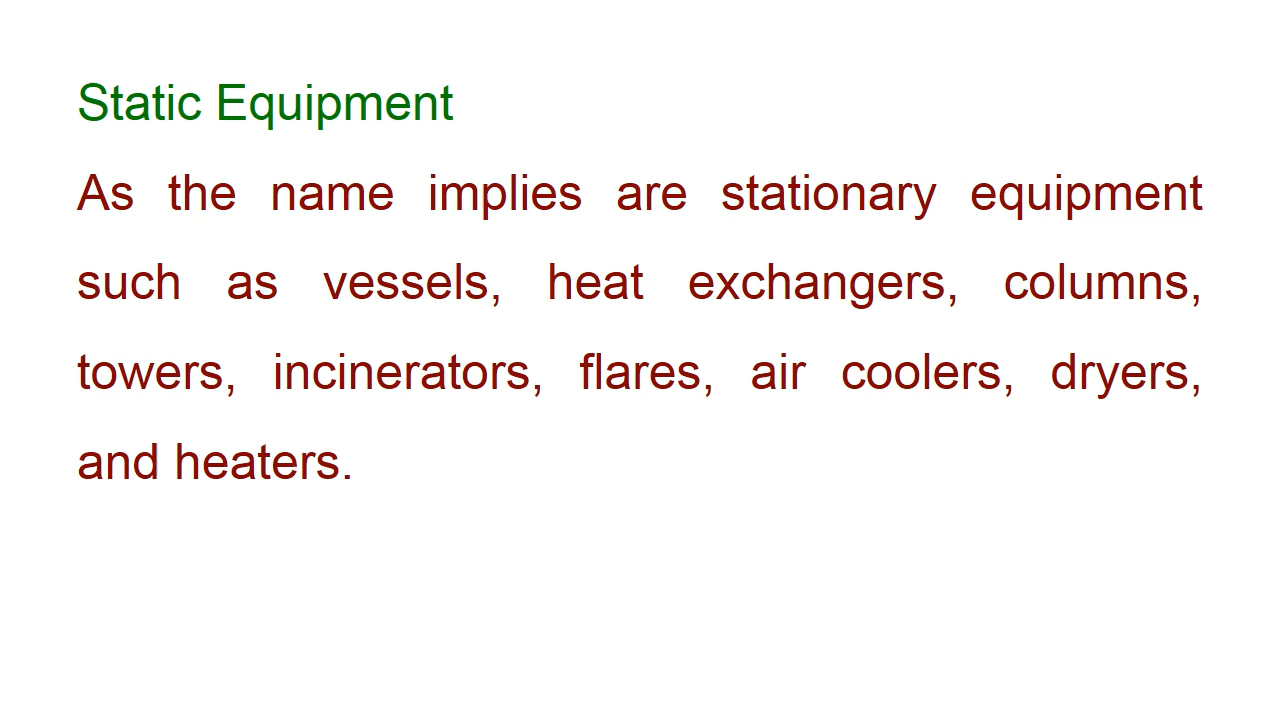 Static Equipment
As the name implies are stationary equipment
such as vessels, heat exchangers, columns,
towers, incinerators, flares, air coolers, dryers,
and heaters.